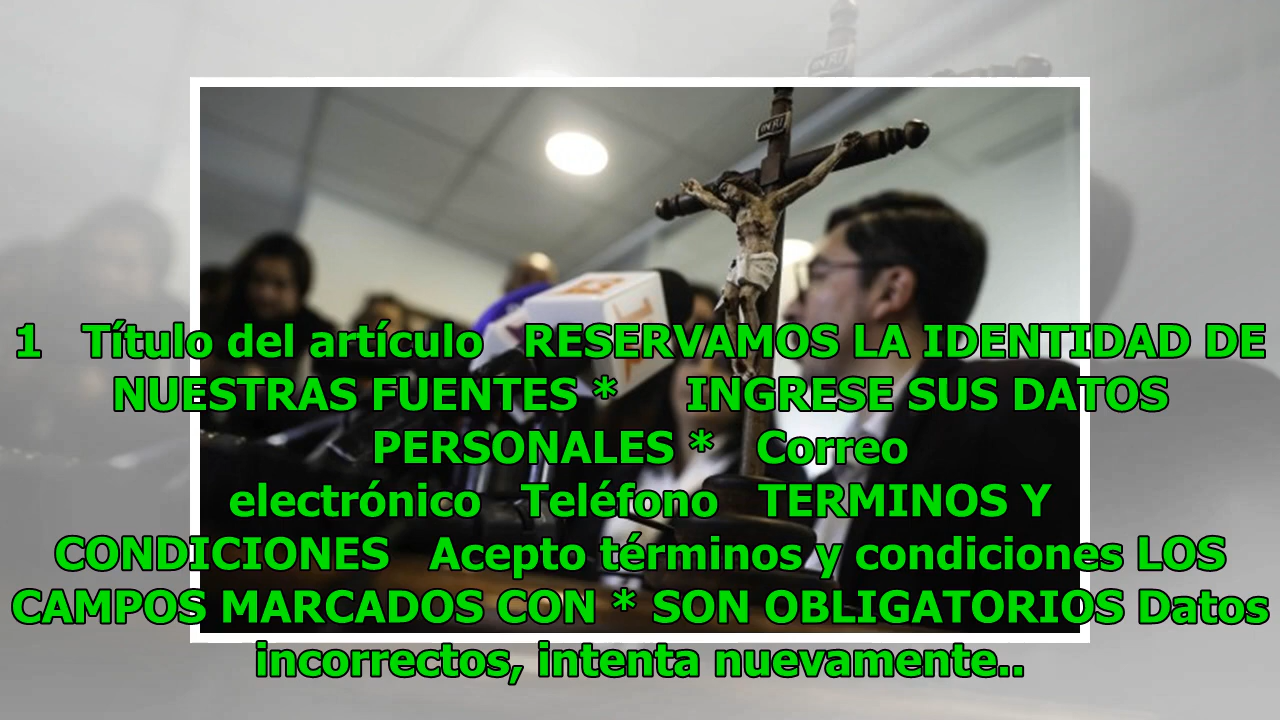 INRI
1 Título del artículo RESERVAMOS LA IDENTIDAD DE
NUESTRAS FUENTES * INGRESE SUS DATOS
PERSONALES * Correo
electrónico Teléfono TERMINOS Y
CONDICIONES Acepto términos y condiciones LOS
CAMPOS MARCADOS CON * SON OBLIGATORIOS Datos
incorrectos, intenta nuevamente..